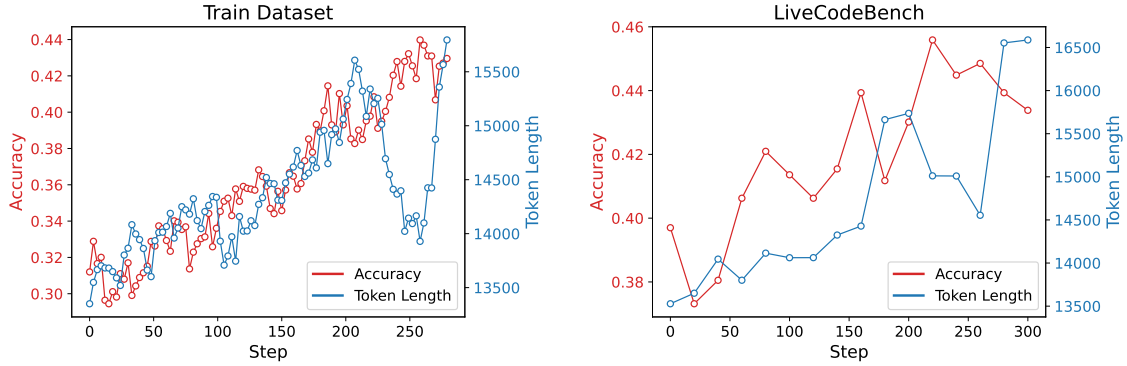 Train Dataset
0.44
0.42
0.40
0.38
0.36
0.34
0.32
0.30
Accuracy
15500
15000
14500
14000
13500
Token Length
0 50 100 150 200 250
Step
Accuracy
Token Length
LiveCodeBench
0.46
0.44
0.42
0.40
0.38
Accuracy
16500
16000
15500
15000
14500
14000
13500
Token Length
0 50 100 150 200 250 300
Step
Accuracy
Token Length